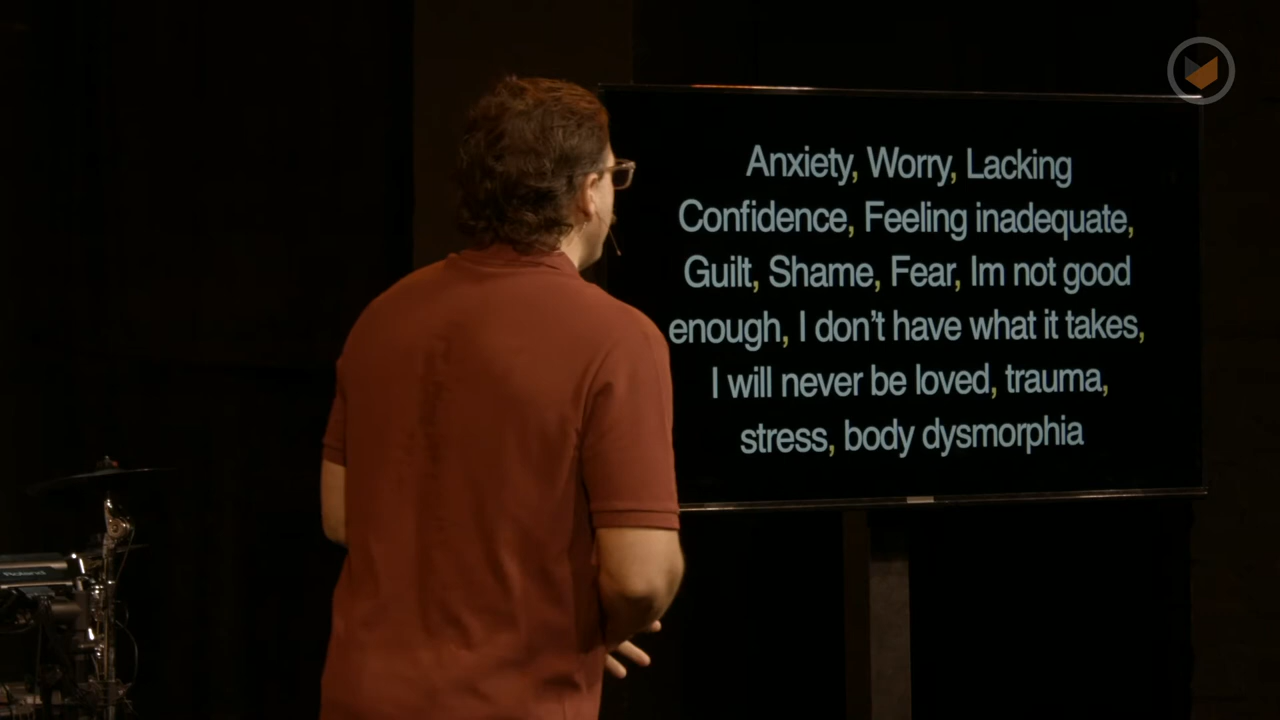 Anxiety, Worry, Lacking
Confidence, Feeling inadequate,
Guilt, Shame, Fear, Im not good
enough, I don’t have what it takes,
I will never be loved, trauma,
stress, body dysmorphia
Roland